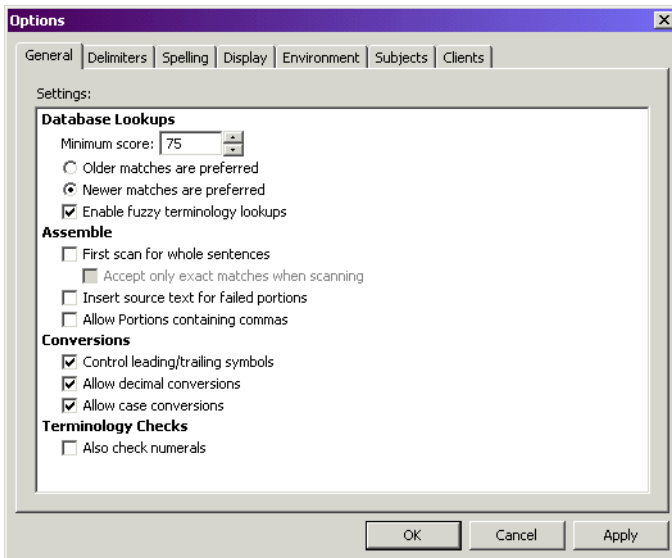 Options
General Delimiters Spelling Display Environment Subjects Clients
Settings:
Database Lookups
Minimum score: 75
Older matches are preferred
Newer matches are preferred
Enable fuzzy terminology lookups
Assemble
First scan for whole sentences
Accept only exact matches when scanning
Insert source text for failed portions
Allow Portions containing commas
Conversions
Control leading/trailing symbols
Allow decimal conversions
Allow case conversions
Terminology Checks
Also check numerals
OK Cancel Apply